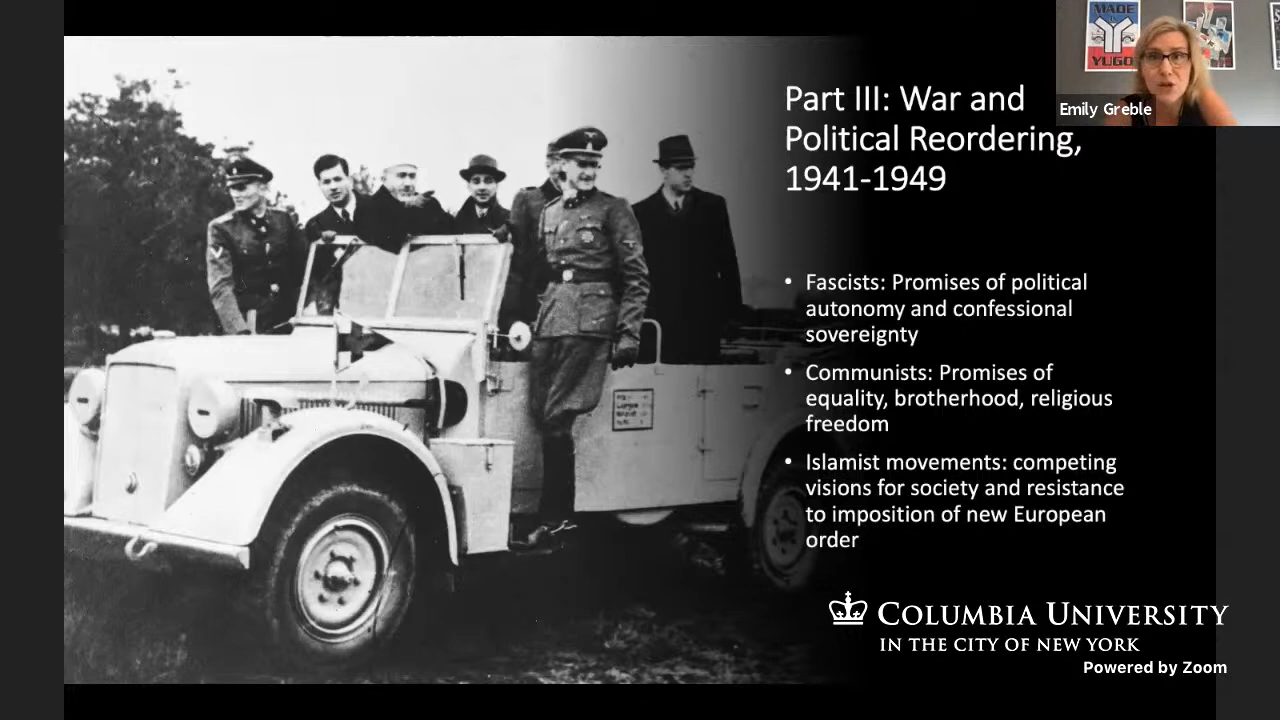 MADE
IN
YUGO
Emily Greble
Part III: War and
Political Reordering,
1941-1949
• Fascists: Promises of political
autonomy and confessional
sovereignty
• Communists: Promises of
equality, brotherhood, religious
freedom
• Islamist movements: competing
visions for society and resistance
to imposition of new European
order
COLUMBIA UNIVERSITY
IN THE CITY OF NEW YORK
Powered by Zoom